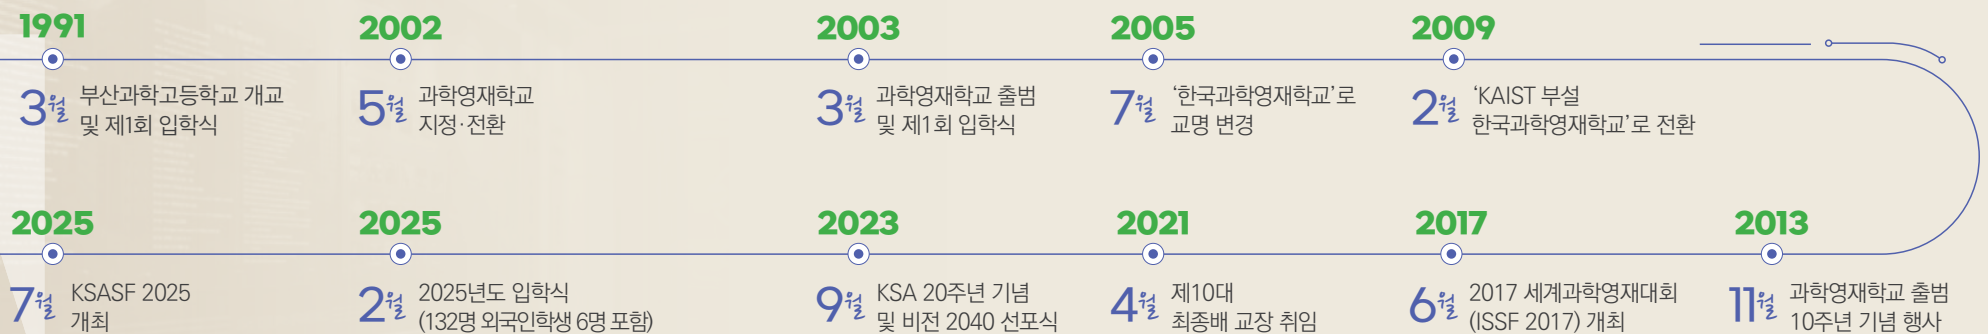 1991
3월 부산과학고등학교 개교
및 제1회 입학식
2002
5월 과학영재학교
지정·전환
2003
3월 과학영재학교 출범
및 제1회 입학식
2005
7월 ‘한국과학영재학교’로
교명 변경
2009
2월 ‘KAIST 부설
한국과학영재학교’로 전환
2025
7월 KSASF 2025
개최
2025
2월 2025년도 입학식
(132명 외국인학생 6명 포함)
2023
9월 KSA 20주년 기념
및 비전 2040 선포식
2021
4월 제10대
최종배 교장 취임
2017
6월 2017 세계과학영재대회
(ISSF 2017) 개최
2013
11월 과학영재학교 출범
10주년 기념 행사